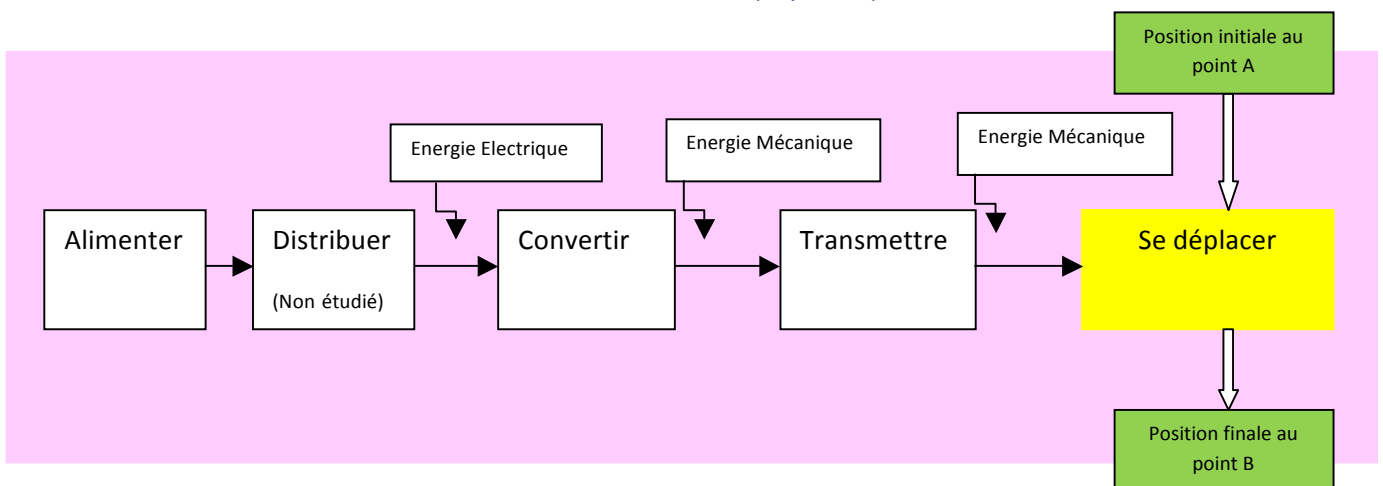 Position initiale au
point A
Energie Electrique
Energie Mécanique
Energie Mécanique
Alimenter
Distribuer
(Non étudié)
Convertir
Transmettre
Se déplacer
Position finale au
point B